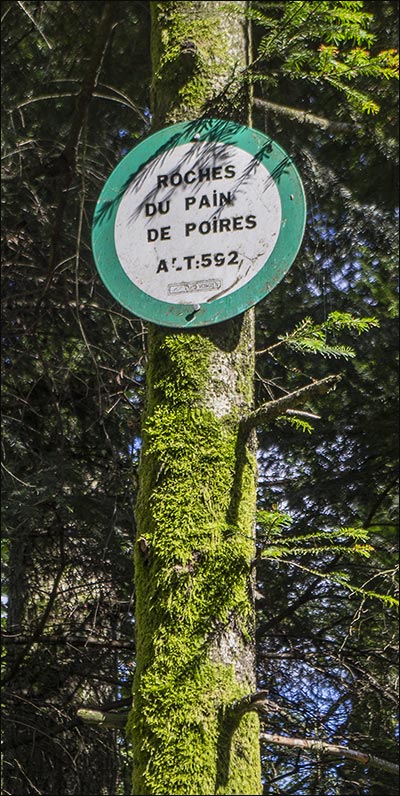 ROCHES
DU PAIN
DE POIRES
ALT:592